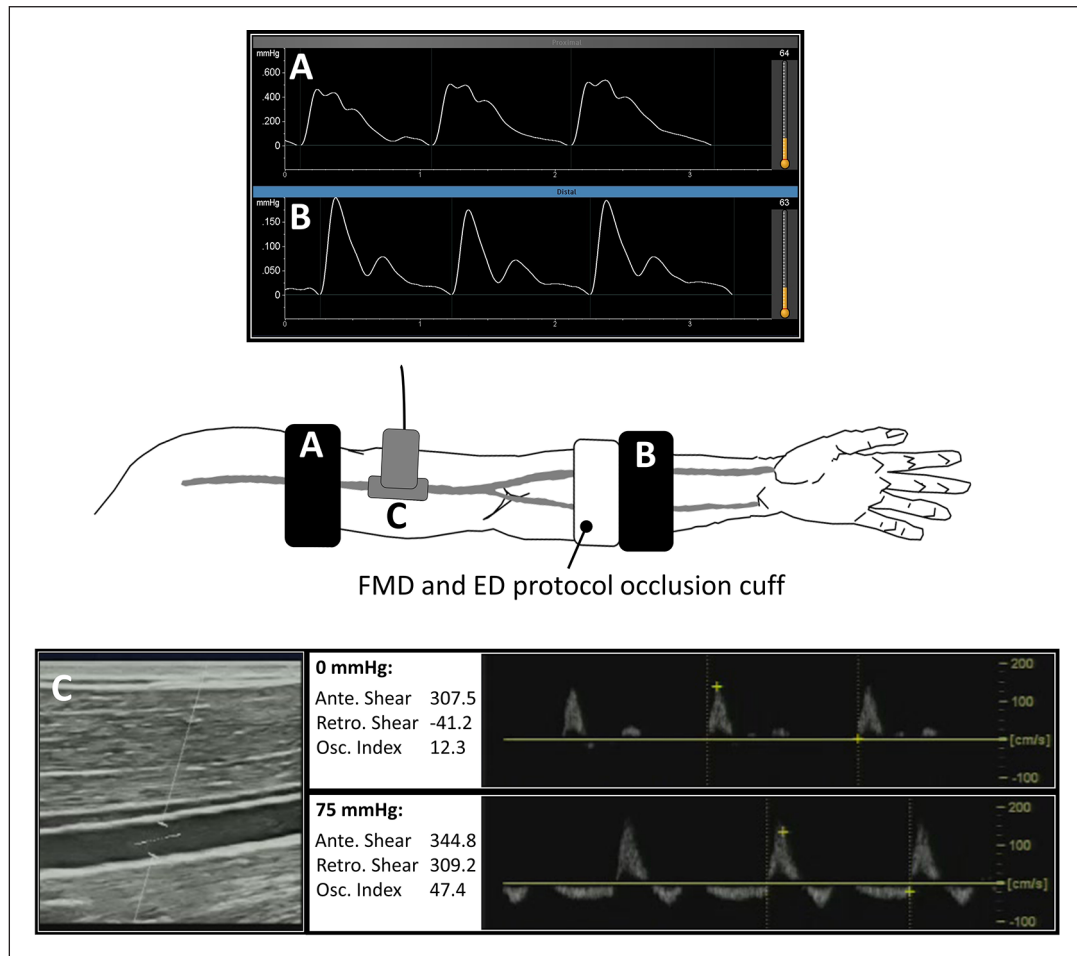 Proximal
A
mmHg
64
.600
.400
.200
0
0 1 2 3
Distal
B
mmHg
63
.150
.100
.050
0
0 1 2 3
A
B
C
FMD and ED protocol occlusion cuff
C
0 mmHg:
Ante. Shear 307.5
Retro. Shear -41.2
Osc. Index 12.3
200
100
[cm/s]
-100
75 mmHg:
Ante. Shear 344.8
Retro. Shear 309.2
Osc. Index 47.4
200
100
[cm/s]
-100